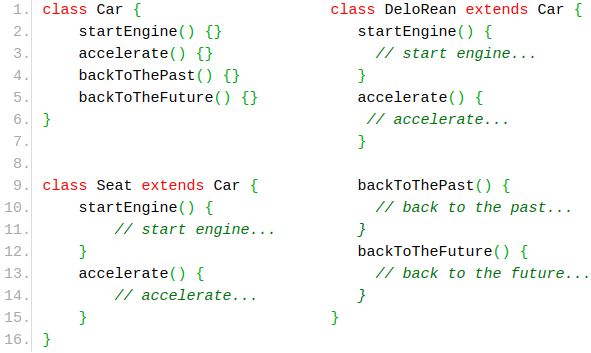 1. class Car {
2.     startEngine() {}
3.     accelerate() {}
4.     backToThePast() {}
5.     backToTheFuture() {}
6. }
7.
8.
9. class Seat extends Car {
10.     startEngine() {
11.         // start engine...
12.     }
13.     accelerate() {
14.         // accelerate...
15.     }
16. }
class DeloRean extends Car {
   startEngine() {
     // start engine...
   }
   accelerate() {
    // accelerate...
   }

   backToThePast() {
     // back to the past...
   }
   backToTheFuture() {
     // back to the future...
   }
}